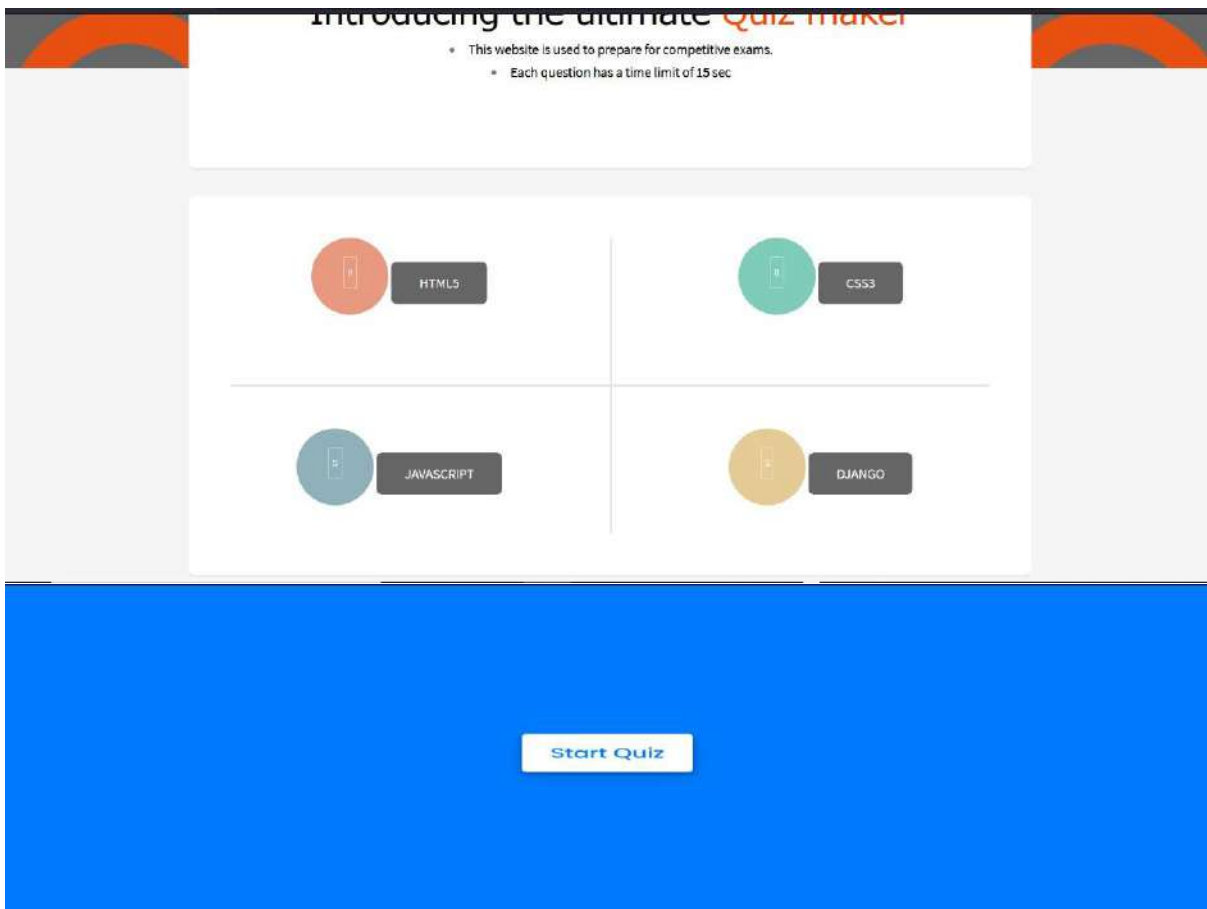 Introducing the ultimate Quiz maker
This website is used to prepare for competitive exams.
Each question has a time limit of 15 sec
HTML5
CSS3
JAVASCRIPT
DJANGO
Start Quiz